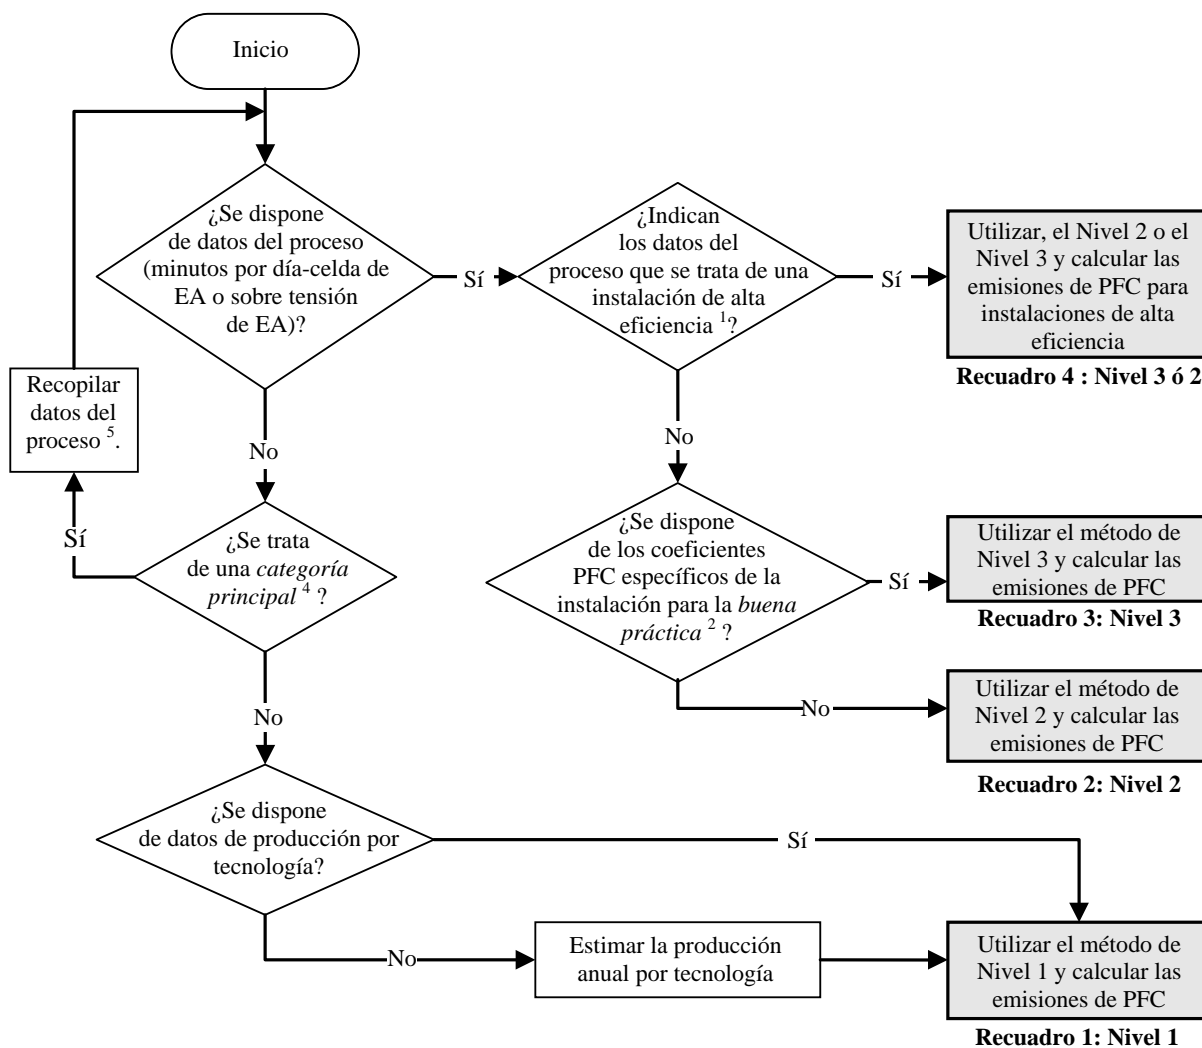 Inicio
¿Se dispone
de datos del proceso
(minutos por día-celda de
EA o sobre tensión
de EA)?
Sí
¿Indican
los datos del
proceso que se trata de una
instalación de alta
eficiencia 1?
Sí
Utilizar, el Nivel 2 o el
Nivel 3 y calcular las
emisiones de PFC para
instalaciones de alta
eficiencia
Recuadro 4 : Nivel 3 ó 2
Recopilar
datos del
proceso 5.
No
No
Sí
¿Se trata
de una categoría
principal 4 ?
¿Se dispone
de los coeficientes
PFC específicos de la
instalación para la buena
práctica 2 ?
Sí
Utilizar el método de
Nivel 3 y calcular las
emisiones de PFC
Recuadro 3: Nivel 3
No
No
Utilizar el método de
Nivel 2 y calcular las
emisiones de PFC
Recuadro 2: Nivel 2
¿Se dispone
de datos de producción por
tecnología?
Sí
No
Estimar la producción
anual por tecnología
Utilizar el método de
Nivel 1 y calcular las
emisiones de PFC
Recuadro 1: Nivel 1